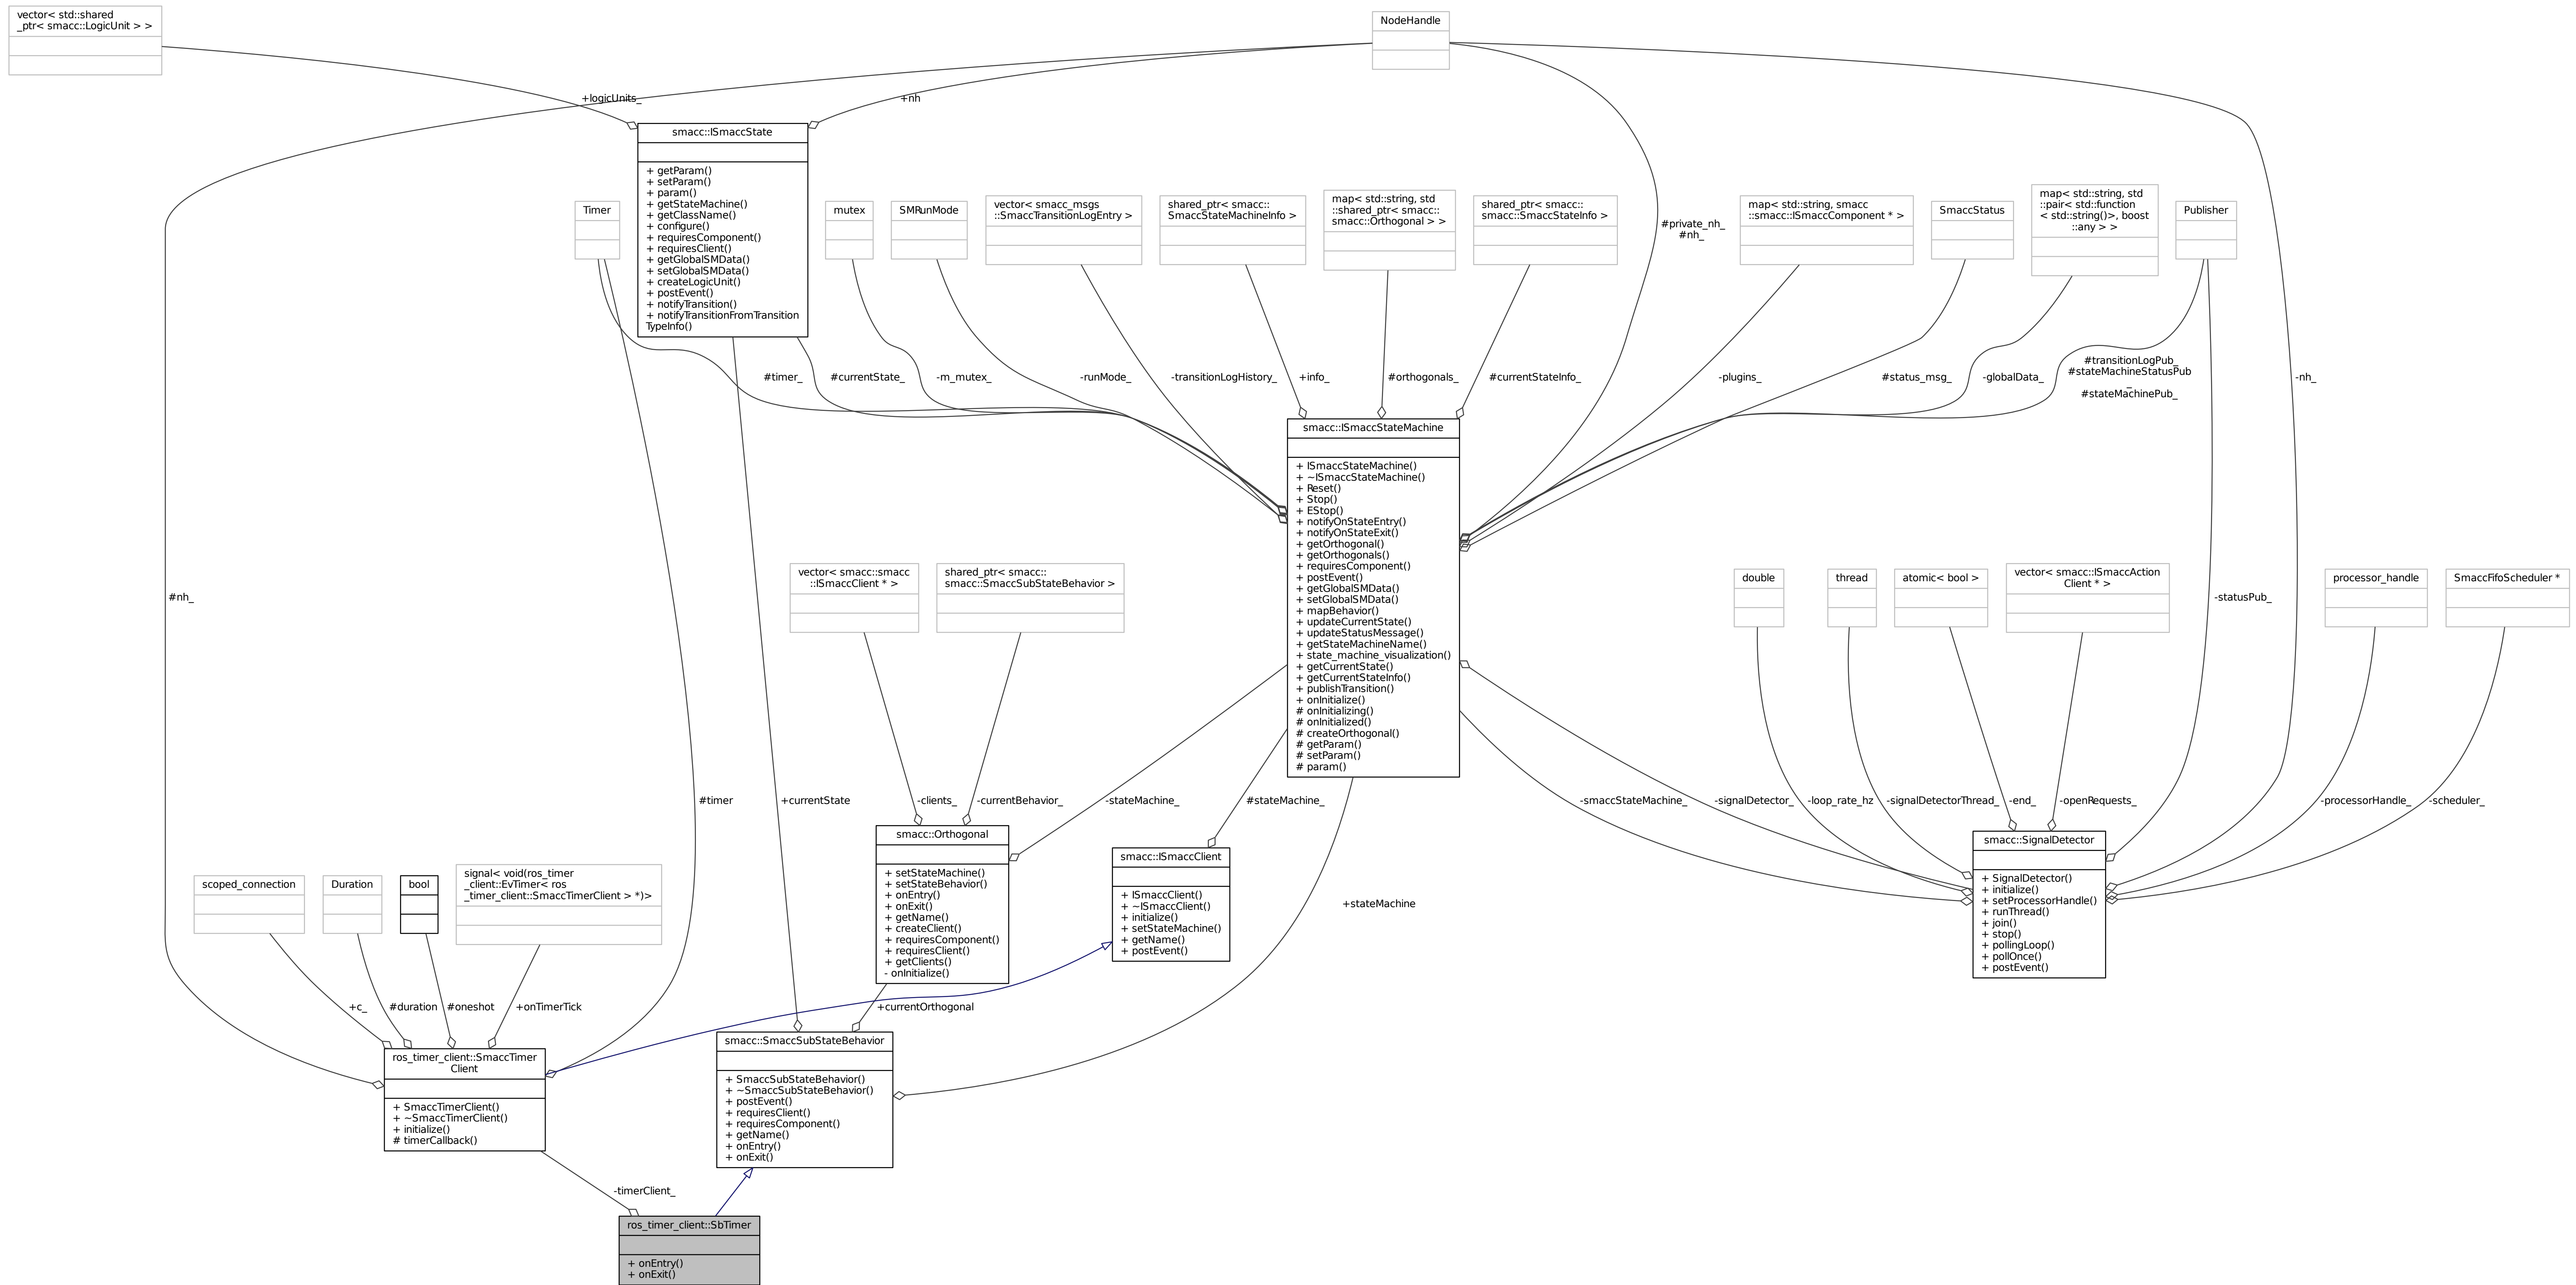 vector< std::shared
_ptr< smacc::LogicUnit > >
NodeHandle
+logicUnits_
+nh
smacc::ISmaccState
+ getParam()
+ setParam()
+ param()
+ getStateMachine()
+ getClassName()
+ configure()
+ requiresComponent()
+ requiresClient()
+ getGlobalSMData()
+ setGlobalSMData()
+ createLogicUnit()
+ postEvent()
+ notifyTransition()
+ notifyTransitionFromTransition
TypeInfo()
Timer
mutex
SMRunMode
vector< smacc_msgs
::SmaccTransitionLogEntry >
shared_ptr< smacc::
SmaccStateMachineInfo >
map< std::string, std
::shared_ptr< smacc::
smacc::Orthogonal > >
shared_ptr< smacc::
smacc::SmaccStateInfo >
#private_nh_
#nh_
map< std::string, smacc
::smacc::ISmaccComponent * >
SmaccStatus
map< std::string, std
::pair< std::function
< std::string()>, boost
::any > >
Publisher
#timer_
#currentState_
-m_mutex_
-runMode_
-transitionLogHistory_
+info_
#orthogonals_
#currentStateInfo_
-plugins_
#status_msg_
-globalData_
#transitionLogPub_
#stateMachineStatusPub
_
#stateMachinePub_
-nh_
smacc::ISmaccStateMachine
+ ISmaccStateMachine()
+ ~ISmaccStateMachine()
+ Reset()
+ Stop()
+ EStop()
+ notifyOnStateEntry()
+ notifyOnStateExit()
+ getOrthogonal()
+ getOrthogonals()
+ requiresComponent()
+ postEvent()
+ getGlobalSMData()
+ setGlobalSMData()
+ mapBehavior()
+ updateCurrentState()
+ updateStatusMessage()
+ getStateMachineName()
+ state_machine_visualization()
+ getCurrentState()
+ getCurrentStateInfo()
+ publishTransition()
+ onInitialize()
# onInitializing()
# onInitialized()
# createOrthogonal()
# getParam()
# setParam()
# param()
#nh_
vector< smacc::smacc
::ISmaccClient * >
shared_ptr< smacc::
smacc::SmaccSubStateBehavior >
double
thread
atomic< bool >
vector< smacc::ISmaccAction
Client * >
-statusPub_
processor_handle
SmaccFifoScheduler *
#timer
+currentState
-clients_
-currentBehavior_
-stateMachine_
#stateMachine_
-smaccStateMachine_
-signalDetector_
-loop_rate_hz
-signalDetectorThread_
-end_
-openRequests_
-processorHandle_
-scheduler_
smacc::Orthogonal
+ setStateMachine()
+ setStateBehavior()
+ onEntry()
+ onExit()
+ getName()
+ createClient()
+ requiresComponent()
+ requiresClient()
+ getClients()
- onInitialize()
smacc::ISmaccClient
+ ISmaccClient()
+ ~ISmaccClient()
+ initialize()
+ setStateMachine()
+ getName()
+ postEvent()
+stateMachine
smacc::SignalDetector
+ SignalDetector()
+ initialize()
+ setProcessorHandle()
+ runThread()
+ join()
+ stop()
+ pollingLoop()
+ pollOnce()
+ postEvent()
scoped_connection
Duration
bool
signal< void(ros_timer
_client::EvTimer< ros
_timer_client::SmaccTimerClient > *)>
+c_
#duration
#oneshot
+onTimerTick
+currentOrthogonal
ros_timer_client::SmaccTimer
Client
+ SmaccTimerClient()
+ ~SmaccTimerClient()
+ initialize()
# timerCallback()
smacc::SmaccSubStateBehavior
+ SmaccSubStateBehavior()
+ ~SmaccSubStateBehavior()
+ postEvent()
+ requiresClient()
+ requiresComponent()
+ getName()
+ onEntry()
+ onExit()
-timerClient_
ros_timer_client::SbTimer
+ onEntry()
+ onExit()